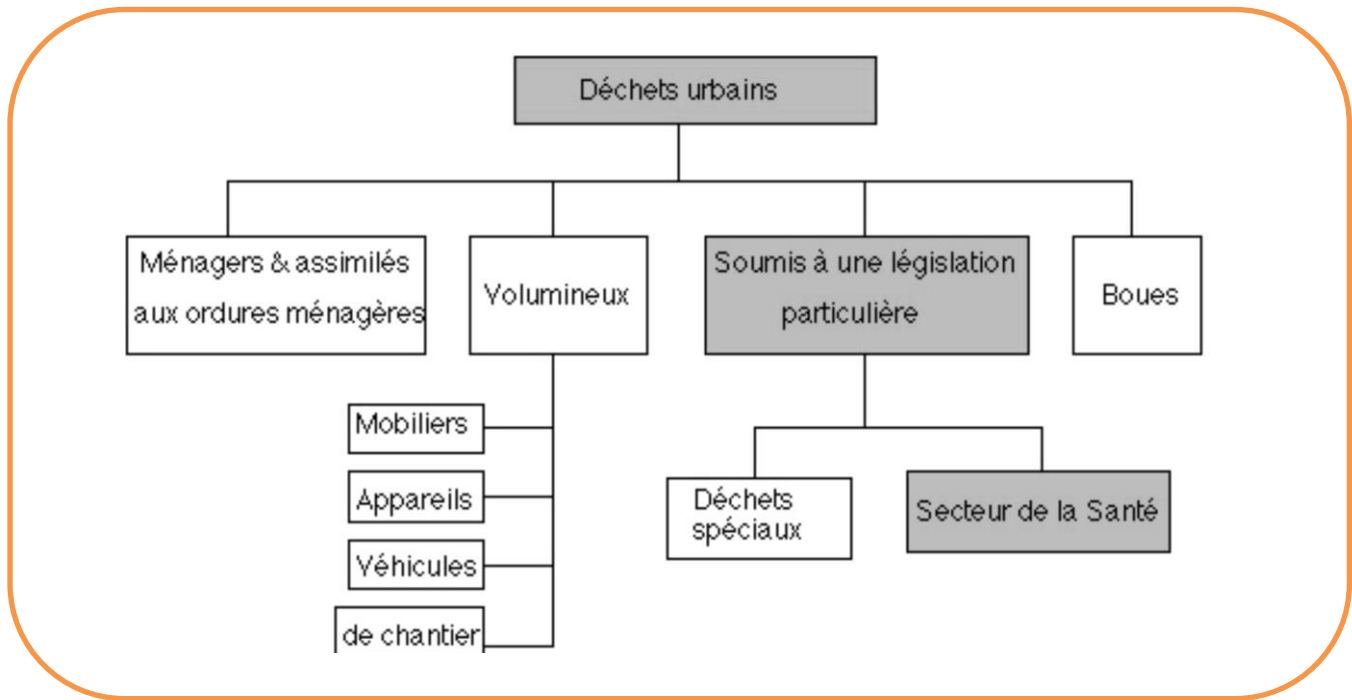 Déchets urbains
Ménagers & assimilés
aux ordures ménagères
Volumineux
Soumis à une législation
particulière
Boues
Mobiliers
Appareils
Véhicules
de chantier
Déchets
spéciaux
Secteur de la Santé